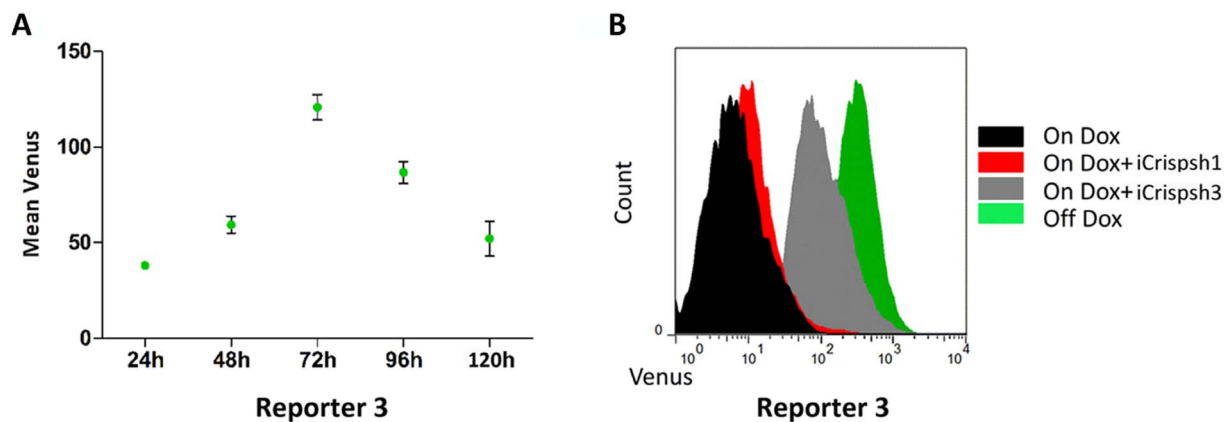 A
Mean Venus
150
100
50
0
24h 48h 72h 96h 120h
Reporter 3
B
Count
0
10^0 10^1 10^2 10^3 10^4
Venus
Reporter 3
On Dox
On Dox+iCrispsh1
On Dox+iCrispsh3
Off Dox